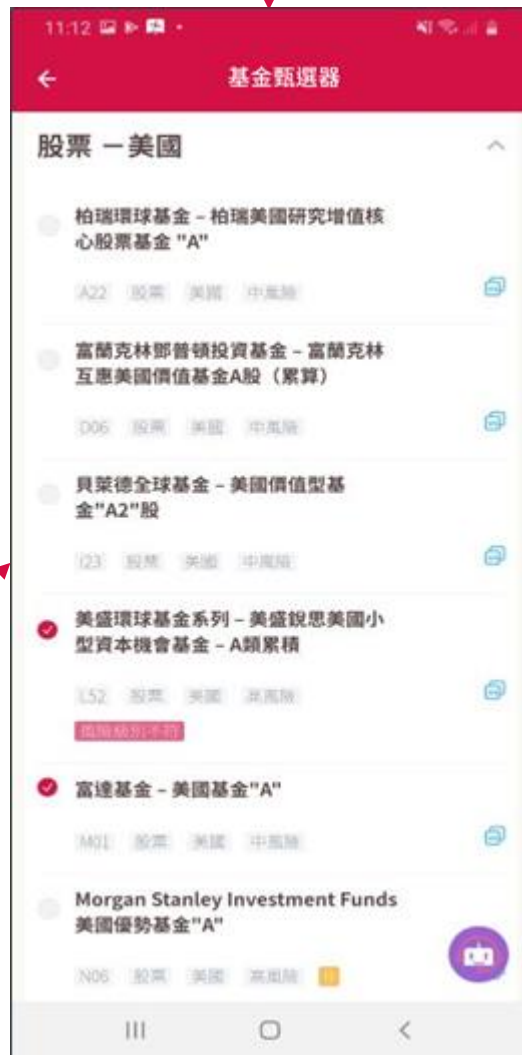 11:12
基金甄選器
股票 – 美國
柏瑞環球基金 – 柏瑞美國研究增值核
心股票基金 "A"
A22 股票 美國 中風險
富蘭克林鄧普頓投資基金 – 富蘭克林
互惠美國價值基金A股（累算）
D06 股票 美國 中風險
貝萊德全球基金 – 美國價值型基
金"A2"股
I23 股票 美國 中風險
美盛環球基金系列 – 美盛銳思美國小
型資本機會基金 – A類累積
L52 股票 美國 高風險
風險級別不符
富達基金 – 美國基金"A"
M01 股票 美國 中風險
Morgan Stanley Investment Funds
美國優勢基金"A"
N06 股票 美國 高風險